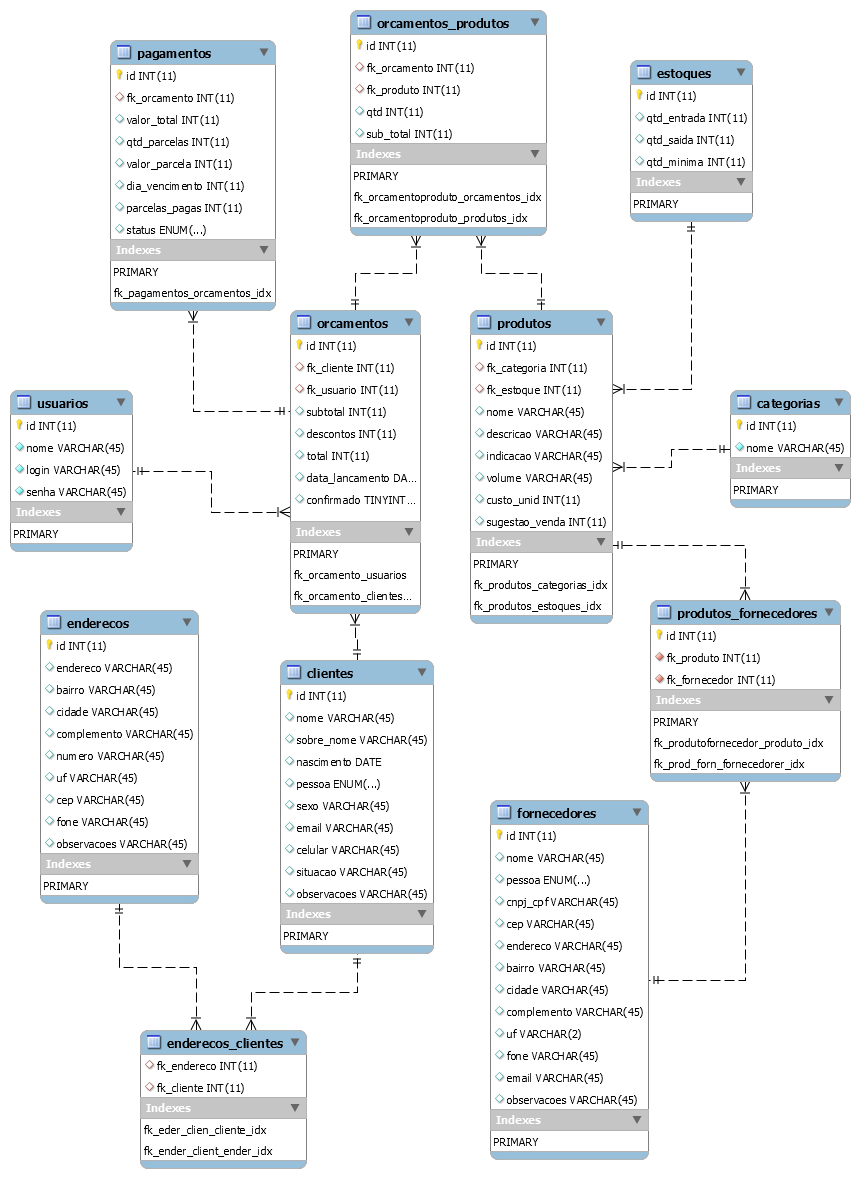 orcamentos_produtos
id INT(11)
fk_orcamento INT(11)
fk_produto INT(11)
qtd INT(11)
sub_total INT(11)
Indexes
PRIMARY
fk_orcamentoproduto_orcamentos_idx
fk_orcamentoproduto_produtos_idx
pagamentos
id INT(11)
fk_orcamento INT(11)
valor_total INT(11)
qtd_parcelas INT(11)
valor_parcela INT(11)
dia_vencimento INT(11)
parcelas_pagas INT(11)
status ENUM(...)
Indexes
PRIMARY
fk_pagamentos_orcamentos_idx
estoques
id INT(11)
qtd_entrada INT(11)
qtd_saida INT(11)
qtd_minima INT(11)
Indexes
PRIMARY
orcamentos
id INT(11)
fk_cliente INT(11)
fk_usuario INT(11)
subtotal INT(11)
descontos INT(11)
total INT(11)
data_lancamento DA...
confirmado TINYINT...
Indexes
PRIMARY
fk_orcamento_usuarios
fk_orcamento_clientes...
produtos
id INT(11)
fk_categoria INT(11)
fk_estoque INT(11)
nome VARCHAR(45)
descricao VARCHAR(45)
indicacao VARCHAR(45)
volume VARCHAR(45)
custo_unid INT(11)
sugestao_venda INT(11)
Indexes
PRIMARY
fk_produtos_categorias_idx
fk_produtos_estoques_idx
usuarios
id INT(11)
nome VARCHAR(45)
login VARCHAR(45)
senha VARCHAR(45)
Indexes
PRIMARY
categorias
id INT(11)
nome VARCHAR(45)
Indexes
PRIMARY
enderecos
id INT(11)
endereco VARCHAR(45)
bairro VARCHAR(45)
cidade VARCHAR(45)
complemento VARCHAR(45)
numero VARCHAR(45)
uf VARCHAR(45)
cep VARCHAR(45)
fone VARCHAR(45)
observacoes VARCHAR(45)
Indexes
PRIMARY
clientes
id INT(11)
nome VARCHAR(45)
sobre_nome VARCHAR(45)
nascimento DATE
pessoa ENUM(...)
sexo VARCHAR(45)
email VARCHAR(45)
celular VARCHAR(45)
situacao VARCHAR(45)
observacoes VARCHAR(45)
Indexes
PRIMARY
produtos_fornecedores
id INT(11)
fk_produto INT(11)
fk_fornecedor INT(11)
Indexes
PRIMARY
fk_produtofornecedor_produto_idx
fk_prod_forn_fornecedorer_idx
fornecedores
id INT(11)
nome VARCHAR(45)
pessoa ENUM(...)
cnpj_cpf VARCHAR(45)
cep VARCHAR(45)
endereco VARCHAR(45)
bairro VARCHAR(45)
cidade VARCHAR(45)
complemento VARCHAR(45)
uf VARCHAR(2)
fone VARCHAR(45)
email VARCHAR(45)
observacoes VARCHAR(45)
Indexes
PRIMARY
enderecos_clientes
fk_endereco INT(11)
fk_cliente INT(11)
Indexes
fk_eder_clien_cliente_idx
fk_ender_client_ender_idx